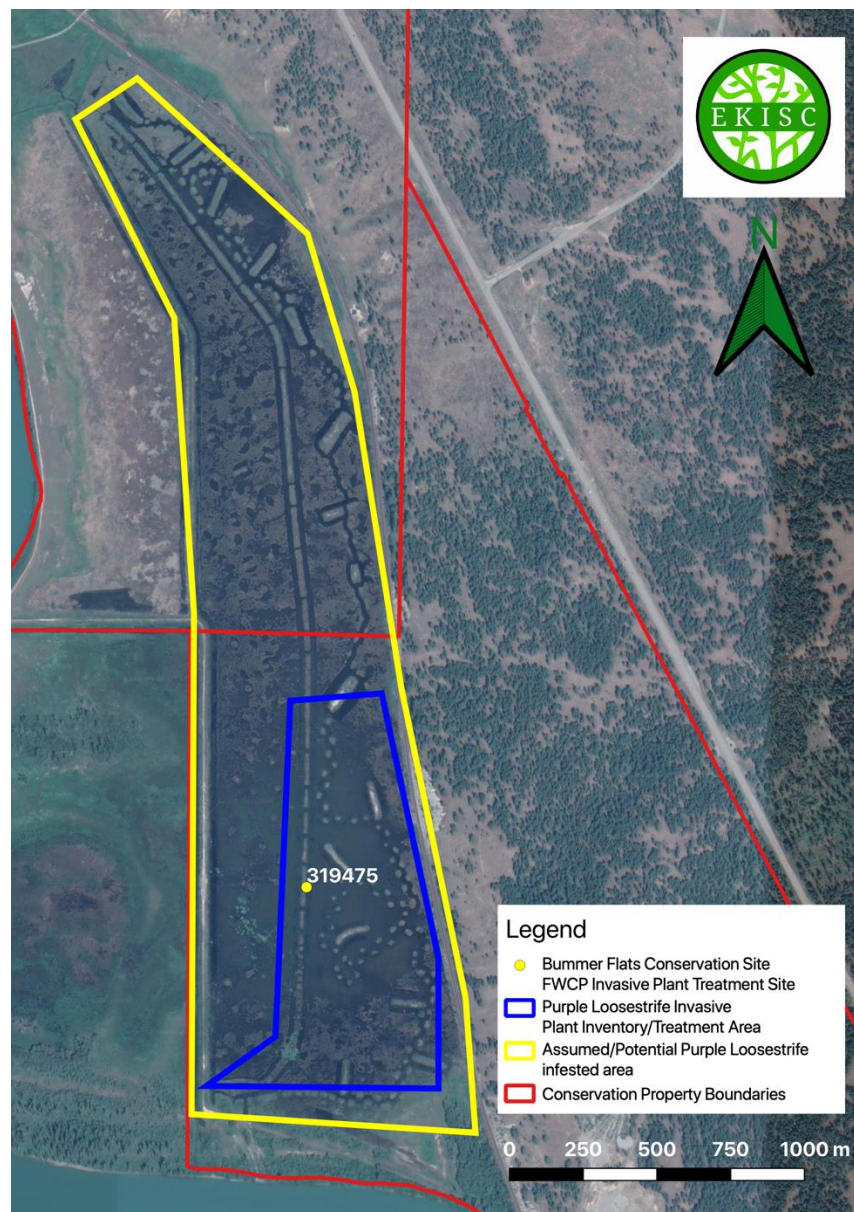 EKISC
N
319475
Legend
Bummer Flats Conservation Site
FWCP Invasive Plant Treatment Site
Purple Loosestrife Invasive
Plant Inventory/Treatment Area
Assumed/Potential Purple Loosestrife
infested area
Conservation Property Boundaries
0 250 500 750 1000 m